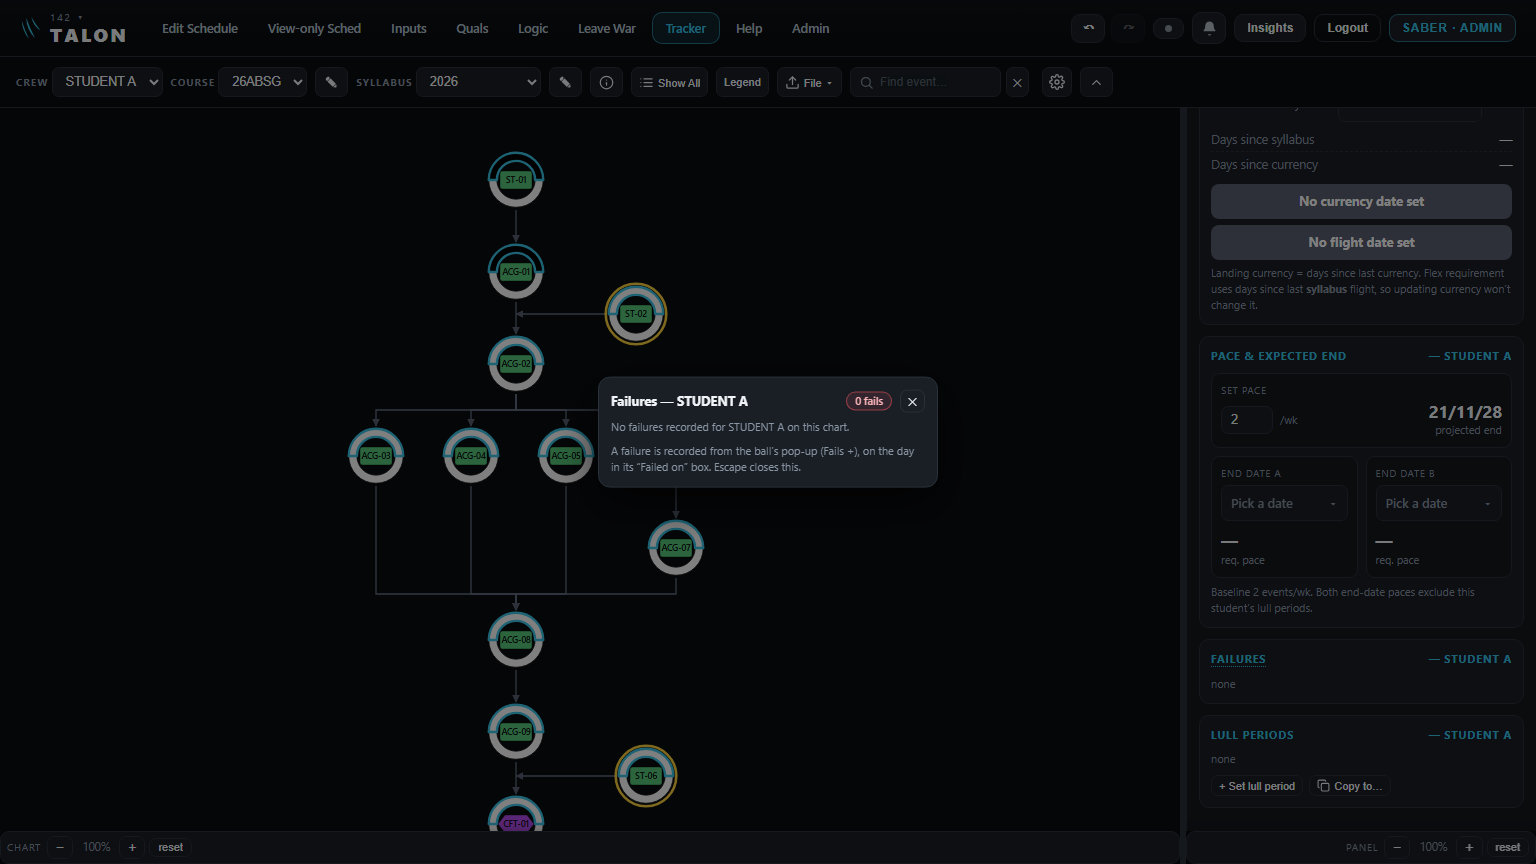 142
TALON
Edit Schedule
View-only Sched
Inputs
Quals
Logic
Leave War
Tracker
Help
Admin
Insights
Logout
SABER · ADMIN
CREW
STUDENT A
COURSE
26ABSG
SYLLABUS
2026
Show All
Legend
File
Find event…
ST-01
ACG-01
ST-02
ACG-02
ACG-03
ACG-04
ACG-05
ACG-07
ACG-08
ACG-09
ST-06
CFT-01
Failures — STUDENT A
0 fails
No failures recorded for STUDENT A on this chart.
A failure is recorded from the ball's pop-up (Fails +), on the day
in its "Failed on" box. Escape closes this.
Days since syllabus —
Days since currency —
No currency date set
No flight date set
Landing currency = days since last currency. Flex requirement
uses days since last syllabus flight, so updating currency won't
change it.
PACE & EXPECTED END — STUDENT A
SET PACE
2 /wk
21/11/28
projected end
END DATE A
Pick a date
—
req. pace
END DATE B
Pick a date
—
req. pace
Baseline 2 events/wk. Both end-date paces exclude this
student's lull periods.
FAILURES — STUDENT A
none
LULL PERIODS — STUDENT A
none
+ Set lull period
Copy to…
CHART − 100% + reset
PANEL − 100% + reset